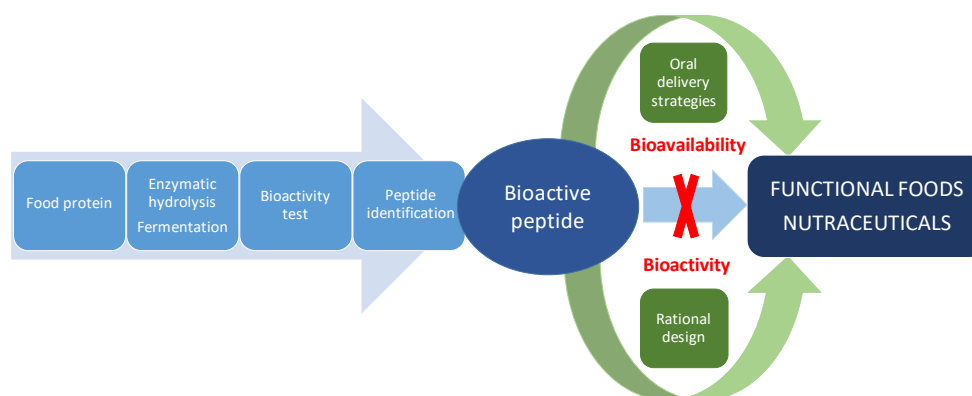 Food protein
Enzymatic
hydrolysis
Fermentation
Bioactivity
test
Peptide
identification
Bioactive
peptide
Oral
delivery
strategies
Bioavailability
Bioactivity
Rational
design
FUNCTIONAL FOODS
NUTRACEUTICALS